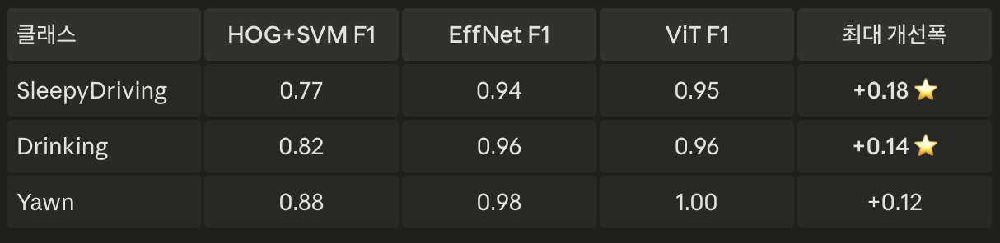 클래스 HOG+SVM F1 EffNet F1 ViT F1 최대 개선폭
SleepyDriving 0.77 0.94 0.95 +0.18 ⭐
Drinking 0.82 0.96 0.96 +0.14 ⭐
Yawn 0.88 0.98 1.00 +0.12